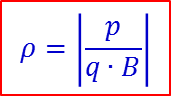 ρ = |p / (q · B)|